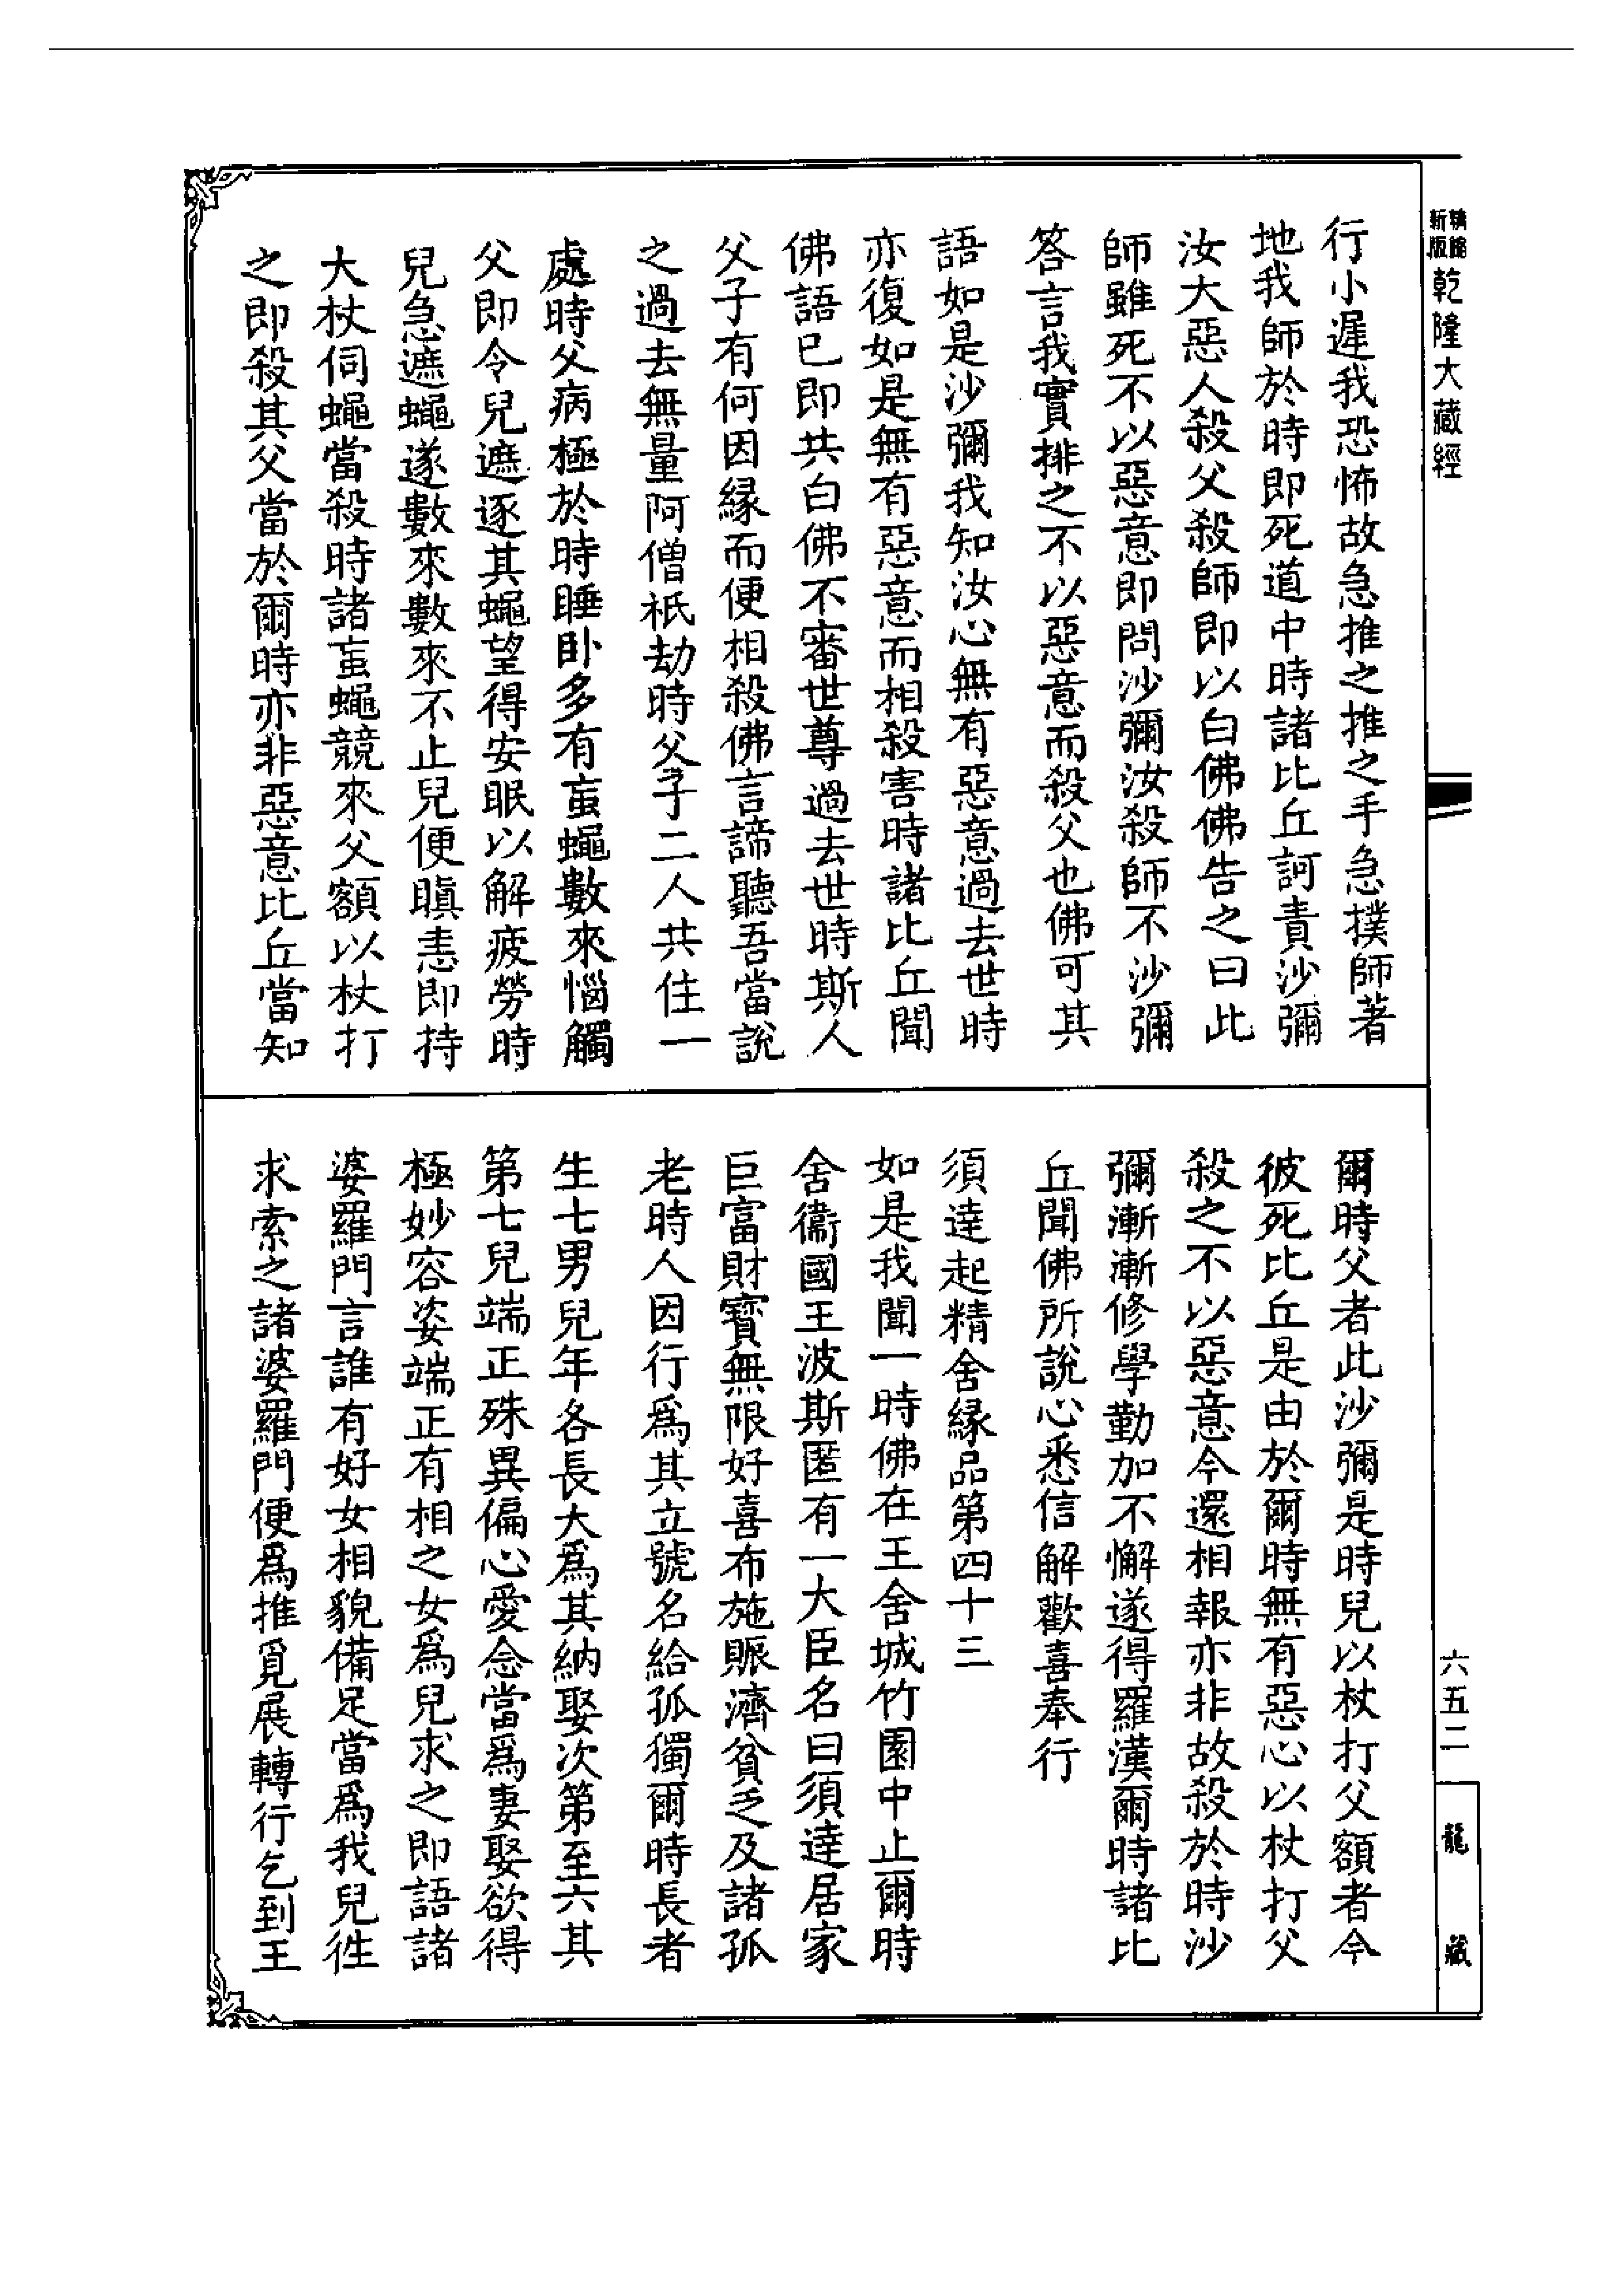 新版 精縮
乾隆大藏經
行小遲我恐怖故急推之推之手急撲師著
地我師於時即死道中時諸比丘訶責沙彌
汝大惡人殺父殺師即以白佛佛告之曰此
師雖死不以惡意即問沙彌汝殺師不沙彌
答言我實排之不以惡意而殺父也佛可其
語如是沙彌我知汝心無有惡意過去世時
亦復如是無有惡意而相殺害時諸比丘聞
佛語已即共白佛不審世尊過去世時斯人
父子有何因緣而便相殺佛言諦聽吾當說
之過去無量阿僧祇劫時父子二人共住一
處時父病極於時睡卧多有䖟蠅數來惱觸
父即令兒遮逐其蠅望得安眠以解疲勞時
兒急遮蠅遂數來數來不止兒便瞋恚即持
大杖伺蠅當殺時諸䖟蠅競來父額以杖打
之即殺其父當於爾時亦非惡意比丘當知
爾時父者此沙彌是時兒以杖打父額者今
彼死比丘是由於爾時無有惡心以杖打父
殺之不以惡意今還相報亦非故殺於時沙
彌漸漸修學勤加不懈遂得羅漢爾時諸比
丘聞佛所說心悉信解歡喜奉行
須達起精舍緣品第四十三
如是我聞一時佛在王舍城竹園中止爾時
舍衞國王波斯匿有一大臣名曰須達居家
巨富財寶無限好喜布施賑濟貧乏及諸孤
老時人因行爲其立號名給孤獨爾時長者
生七男兒年各長大爲其納娶次第至六其
第七兒端正殊異偏心愛念當爲妻娶欲得
極妙容姿端正有相之女爲兒求之即語諸
婆羅門言誰有好女相貌備足當爲我兒徃
求索之諸婆羅門便爲推覓展轉行乞到王
六五二
龍藏